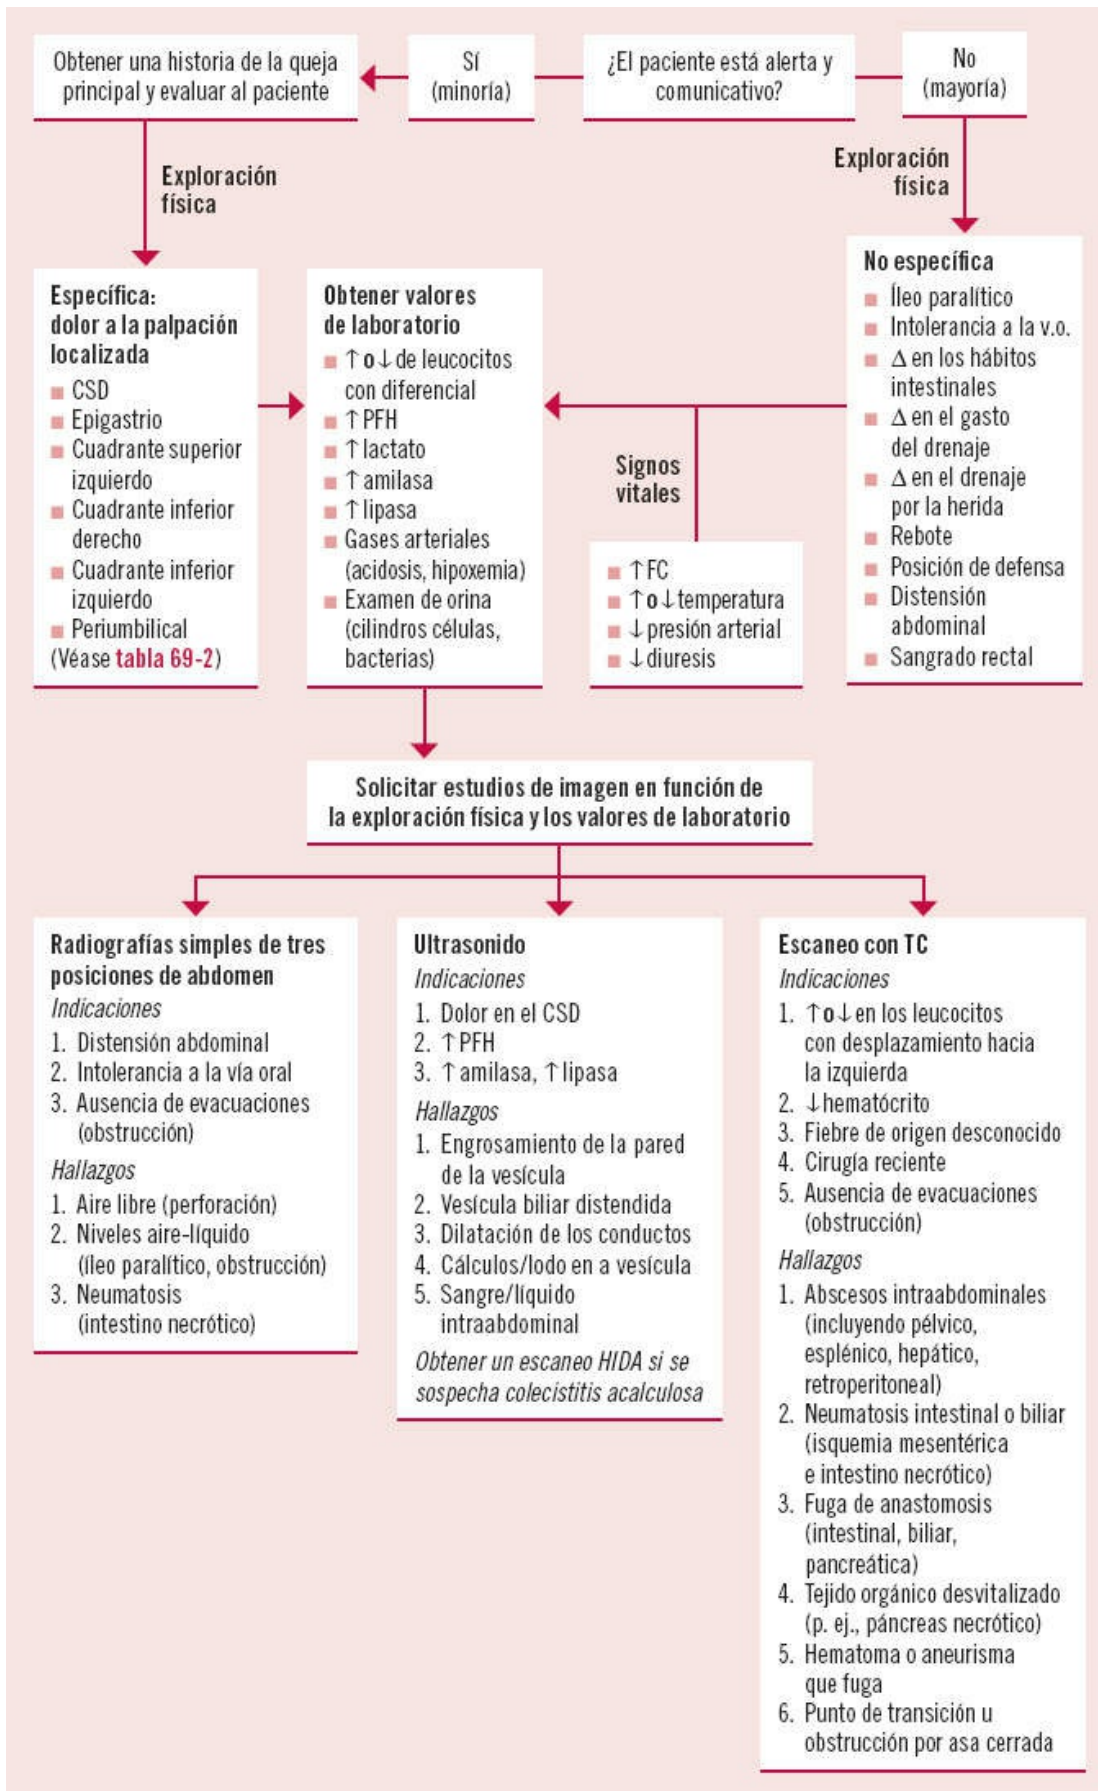 Obtener una historia de la queja
principal y evaluar al paciente
Sí
(minoría)
¿El paciente está alerta y
comunicativo?
No
(mayoría)
Exploración
física
Exploración
física
Específica:
dolor a la palpación
localizada
■ CSD
■ Epigastrio
■ Cuadrante superior
izquierdo
■ Cuadrante inferior
derecho
■ Cuadrante inferior
izquierdo
■ Periumbilical
(Véase tabla 69-2)
Obtener valores
de laboratorio
■ ↑ o ↓ de leucocitos
con diferencial
■ ↑ PFH
■ ↑ lactato
■ ↑ amilasa
■ ↑ lipasa
■ Gases arteriales
(acidosis, hipoxemia)
■ Examen de orina
(cilindros células,
bacterias)
Signos
vitales
■ ↑ FC
■ ↑ o ↓ temperatura
■ ↓ presión arterial
■ ↓ diuresis
No específica
■ Íleo paralítico
■ Intolerancia a la v.o.
■ Δ en los hábitos
intestinales
■ Δ en el gasto
del drenaje
■ Δ en el drenaje
por la herida
■ Rebote
■ Posición de defensa
■ Distensión
abdominal
■ Sangrado rectal
Solicitar estudios de imagen en función de
la exploración física y los valores de laboratorio
Radiografías simples de tres
posiciones de abdomen
Indicaciones
1. Distensión abdominal
2. Intolerancia a la vía oral
3. Ausencia de evacuaciones
(obstrucción)
Hallazgos
1. Aire libre (perforación)
2. Niveles aire-líquido
(íleo paralítico, obstrucción)
3. Neumatosis
(intestino necrótico)
Ultrasonido
Indicaciones
1. Dolor en el CSD
2. ↑ PFH
3. ↑ amilasa, ↑ lipasa
Hallazgos
1. Engrosamiento de la pared
de la vesícula
2. Vesícula biliar distendida
3. Dilatación de los conductos
4. Cálculos/lodo en a vesícula
5. Sangre/líquido
intraabdominal
Obtener un escaneo HIDA si se
sospecha colecistitis acalculosa
Escaneo con TC
Indicaciones
1. ↑ o ↓ en los leucocitos
con desplazamiento hacia
la izquierda
2. ↓ hematócrito
3. Fiebre de origen desconocido
4. Cirugía reciente
5. Ausencia de evacuaciones
(obstrucción)
Hallazgos
1. Abscesos intraabdominales
(incluyendo pélvico,
esplénico, hepático,
retroperitoneal)
2. Neumatosis intestinal o biliar
(isquemia mesentérica
e intestino necrótico)
3. Fuga de anastomosis
(intestinal, biliar,
pancreática)
4. Tejido orgánico desvitalizado
(p. ej., páncreas necrótico)
5. Hematoma o aneurisma
que fuga
6. Punto de transición u
obstrucción por asa cerrada